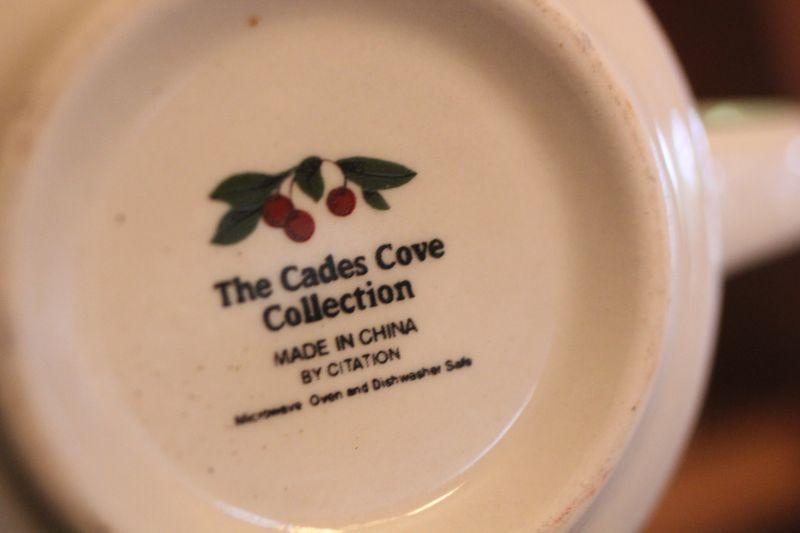 The Cades Cove
Collection
MADE IN CHINA
BY CITATION
Microwave Oven and Dishwasher Safe